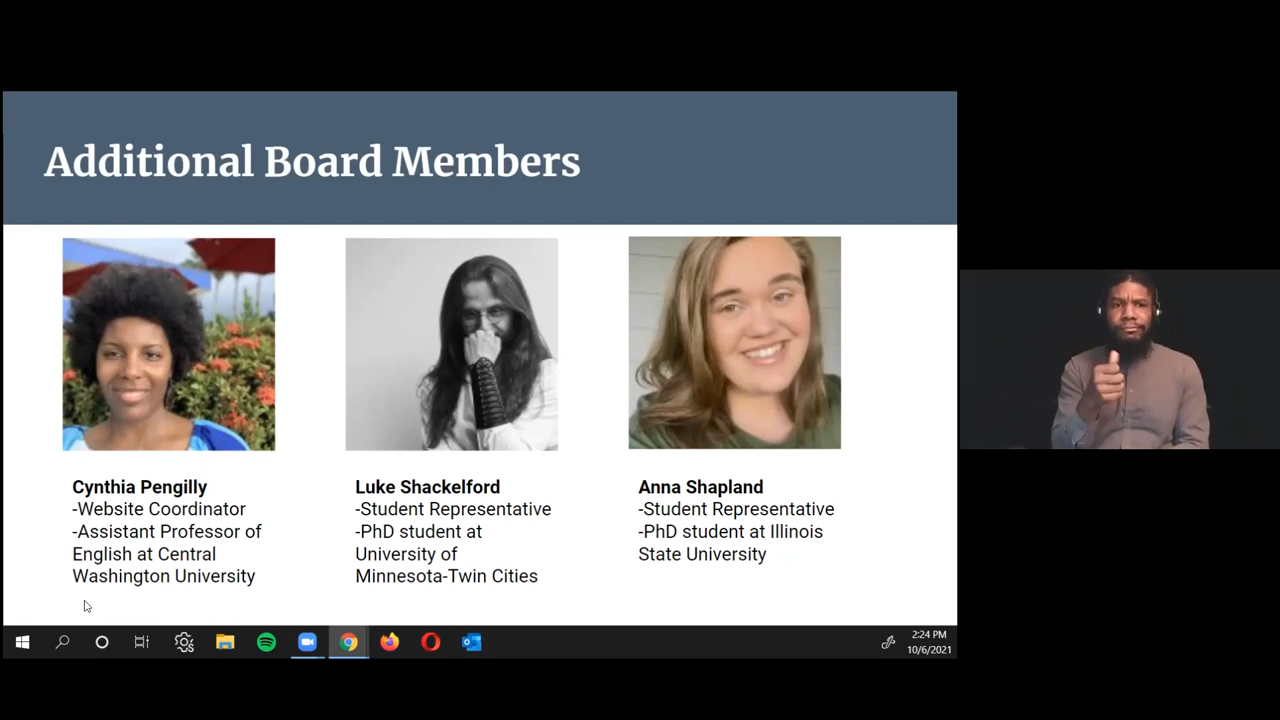 Additional Board Members
Cynthia Pengilly
-Website Coordinator
-Assistant Professor of
English at Central
Washington University
Luke Shackelford
-Student Representative
-PhD student at
University of
Minnesota-Twin Cities
Anna Shapland
-Student Representative
-PhD student at Illinois
State University
2:24 PM
10/6/2021